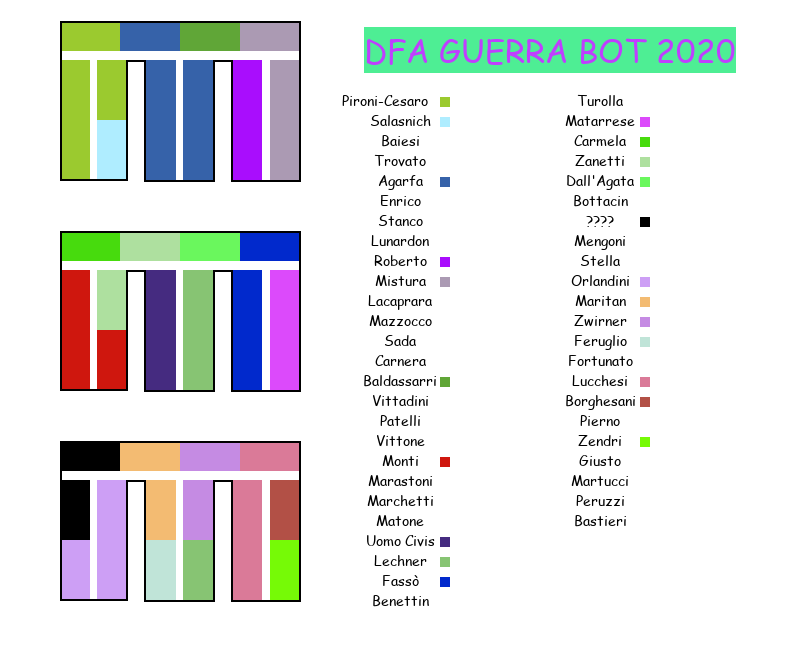 DFA GUERRA BOT 2020
Pironi-Cesaro
Salasnich
Baiesi
Trovato
Agarfa
Enrico
Stanco
Lunardon
Roberto
Mistura
Lacaprara
Mazzocco
Sada
Carnera
Baldassarri
Vittadini
Patelli
Vittone
Monti
Marastoni
Marchetti
Matone
Uomo Civis
Lechner
Fassò
Benettin
Turolla
Matarrese
Carmela
Zanetti
Dall'Agata
Bottacin
????
Mengoni
Stella
Orlandini
Maritan
Zwirner
Feruglio
Fortunato
Lucchesi
Borghesani
Pierno
Zendri
Giusto
Martucci
Peruzzi
Bastieri